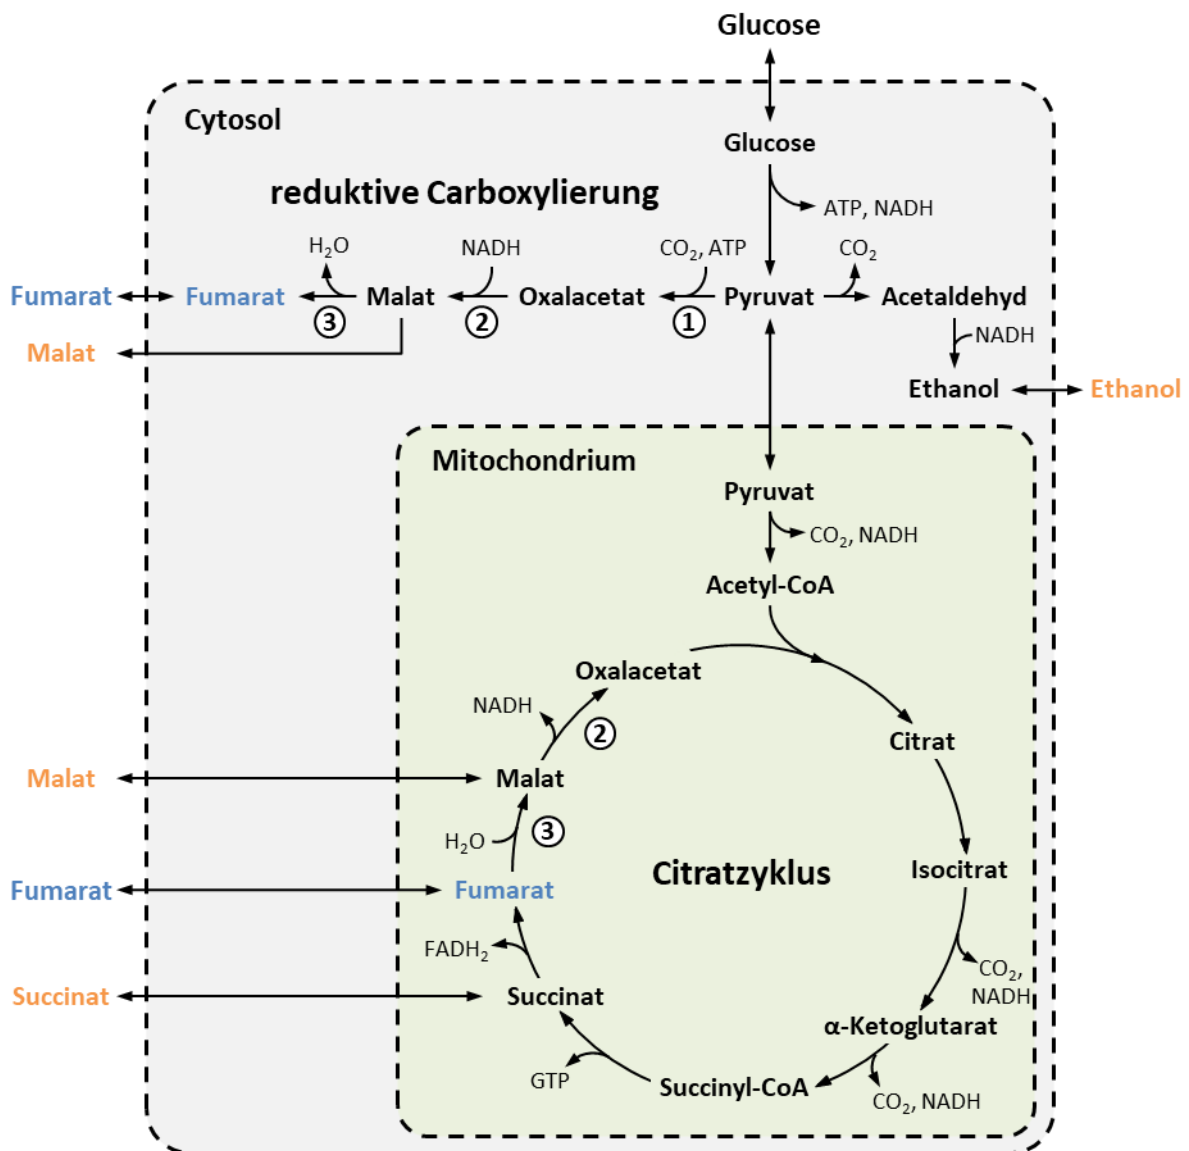 Glucose
Cytosol
Glucose
reduktive Carboxylierung
ATP, NADH
H₂O
NADH
CO₂, ATP
CO₂
Fumarat
Fumarat
Malat
Oxalacetat
Pyruvat
Acetaldehyd
③
②
①
Malat
NADH
Ethanol
Ethanol
Mitochondrium
Pyruvat
CO₂, NADH
Acetyl-CoA
Oxalacetat
NADH
②
Citrat
Malat
Malat
H₂O
③
Citratzyklus
Isocitrat
Fumarat
Fumarat
FADH₂
CO₂,
NADH
Succinat
Succinat
α-Ketoglutarat
GTP
Succinyl-CoA
CO₂, NADH